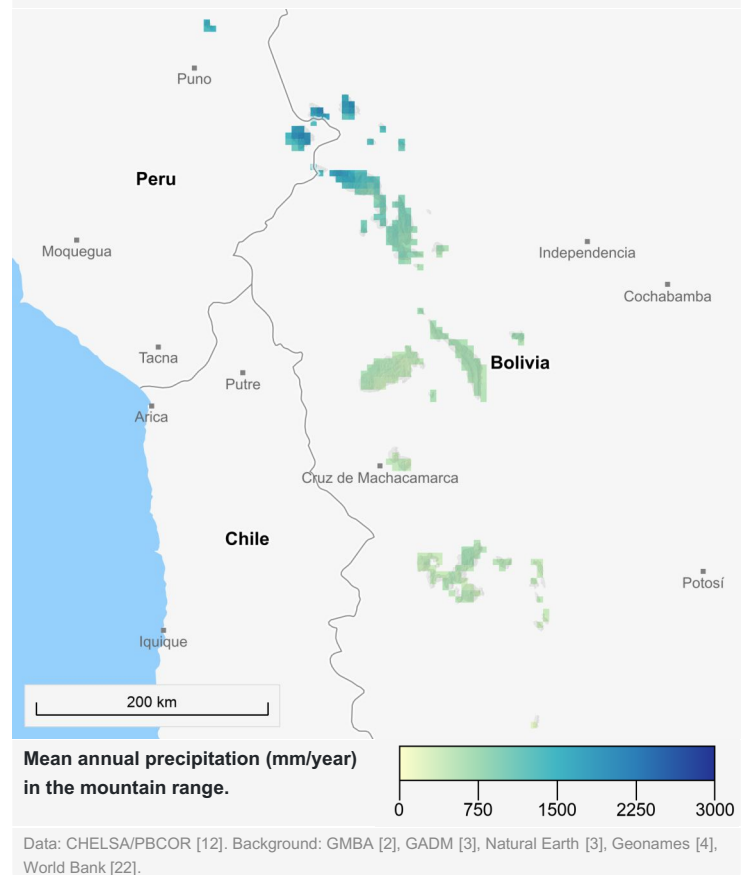 Puno
Peru
Moquegua
Independencia
Cochabamba
Tacna
Bolivia
Putre
Arica
Cruz de Machacamarca
Chile
Potosí
Iquique
200 km
Mean annual precipitation (mm/year)
in the mountain range.
0 750 1500 2250 3000
Data: CHELSA/PBCOR [12]. Background: GMBA [2], GADM [3], Natural Earth [3], Geonames [4],
World Bank [22].